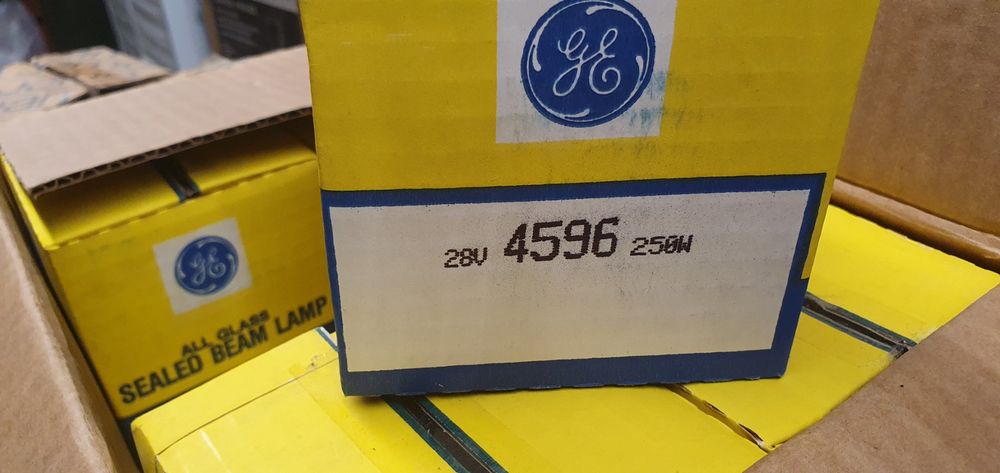 GE
28V 4596 250W
GE
ALL GLASS
SEALED BEAM LAMP